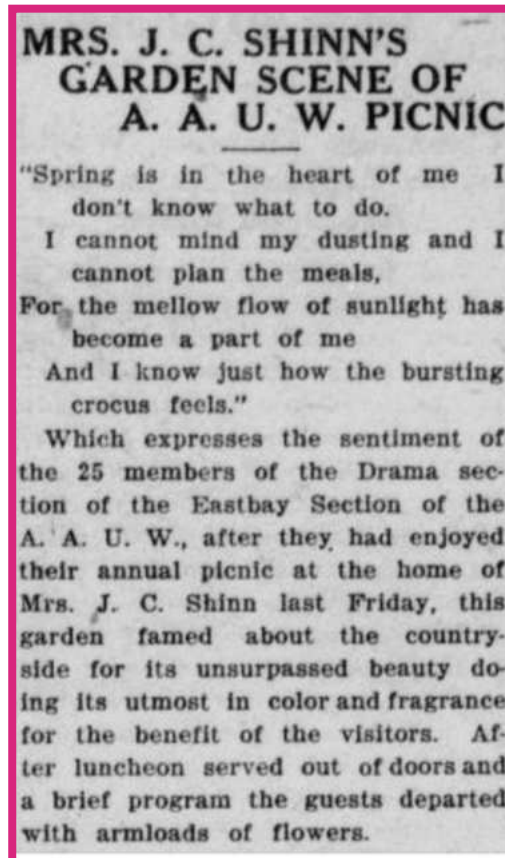 MRS. J. C. SHINN'S
GARDEN SCENE OF
A. A. U. W. PICNIC
"Spring is in the heart of me I
don't know what to do.
I cannot mind my dusting and I
cannot plan the meals,
For the mellow flow of sunlight has
become a part of me
And I know just how the bursting
crocus feels."
Which expresses the sentiment of
the 25 members of the Drama sec-
tion of the Eastbay Section of the
A. A. U. W., after they had enjoyed
their annual picnic at the home of
Mrs. J. C. Shinn last Friday, this
garden famed about the country-
side for its unsurpassed beauty do-
ing its utmost in color and fragrance
for the benefit of the visitors. Af-
ter luncheon served out of doors and
a brief program the guests departed
with armloads of flowers.